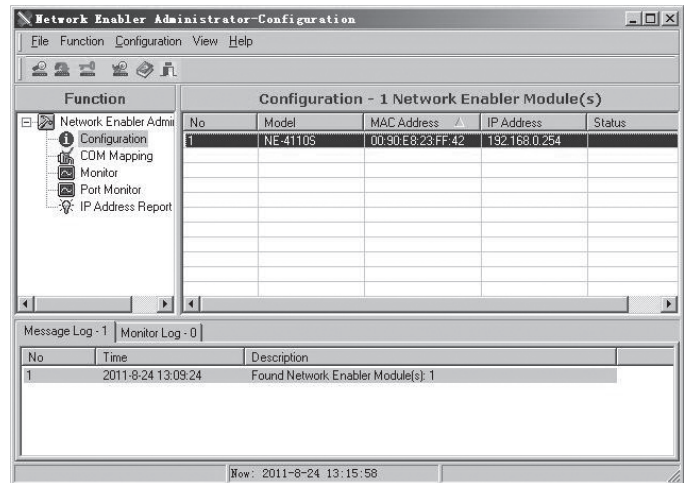 Network Enabler Administrator-Configuration
File Function Configuration View Help
Function
Configuration - 1 Network Enabler Module(s)
Network Enabler Admi
Configuration
COM Mapping
Monitor
Port Monitor
IP Address Report
No Model MAC Address IP Address Status
1 NE-4110S 00:90:E8:23:FF:42 192.168.0.254
Message Log - 1 Monitor Log - 0
No Time Description
1 2011-8-24 13:09:24 Found Network Enabler Module(s): 1
Now: 2011-8-24 13:15:58